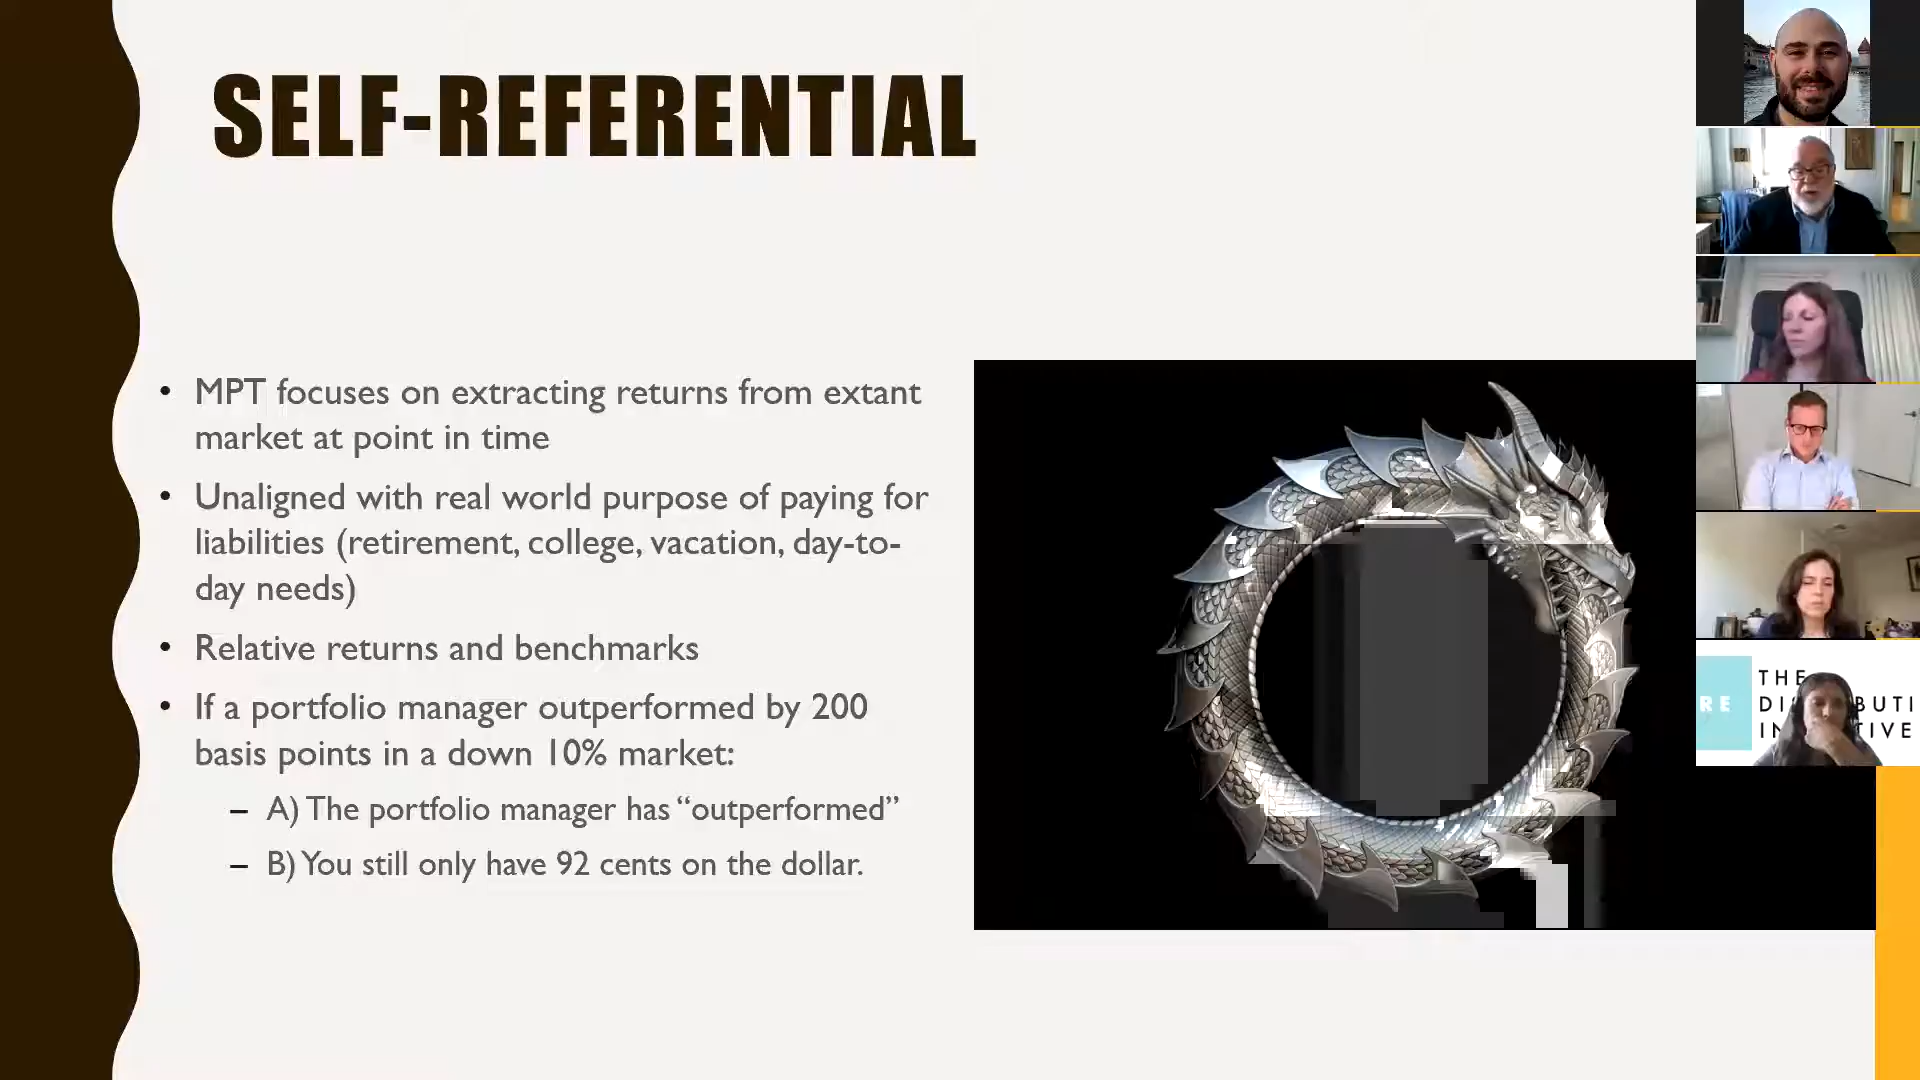 SELF-REFERENTIAL
• MPT focuses on extracting returns from extant
market at point in time
• Unaligned with real world purpose of paying for
liabilities (retirement, college, vacation, day-to-
day needs)
• Relative returns and benchmarks
• If a portfolio manager outperformed by 200
basis points in a down 10% market:
– A) The portfolio manager has “outperformed”
– B) You still only have 92 cents on the dollar.
RE
THE